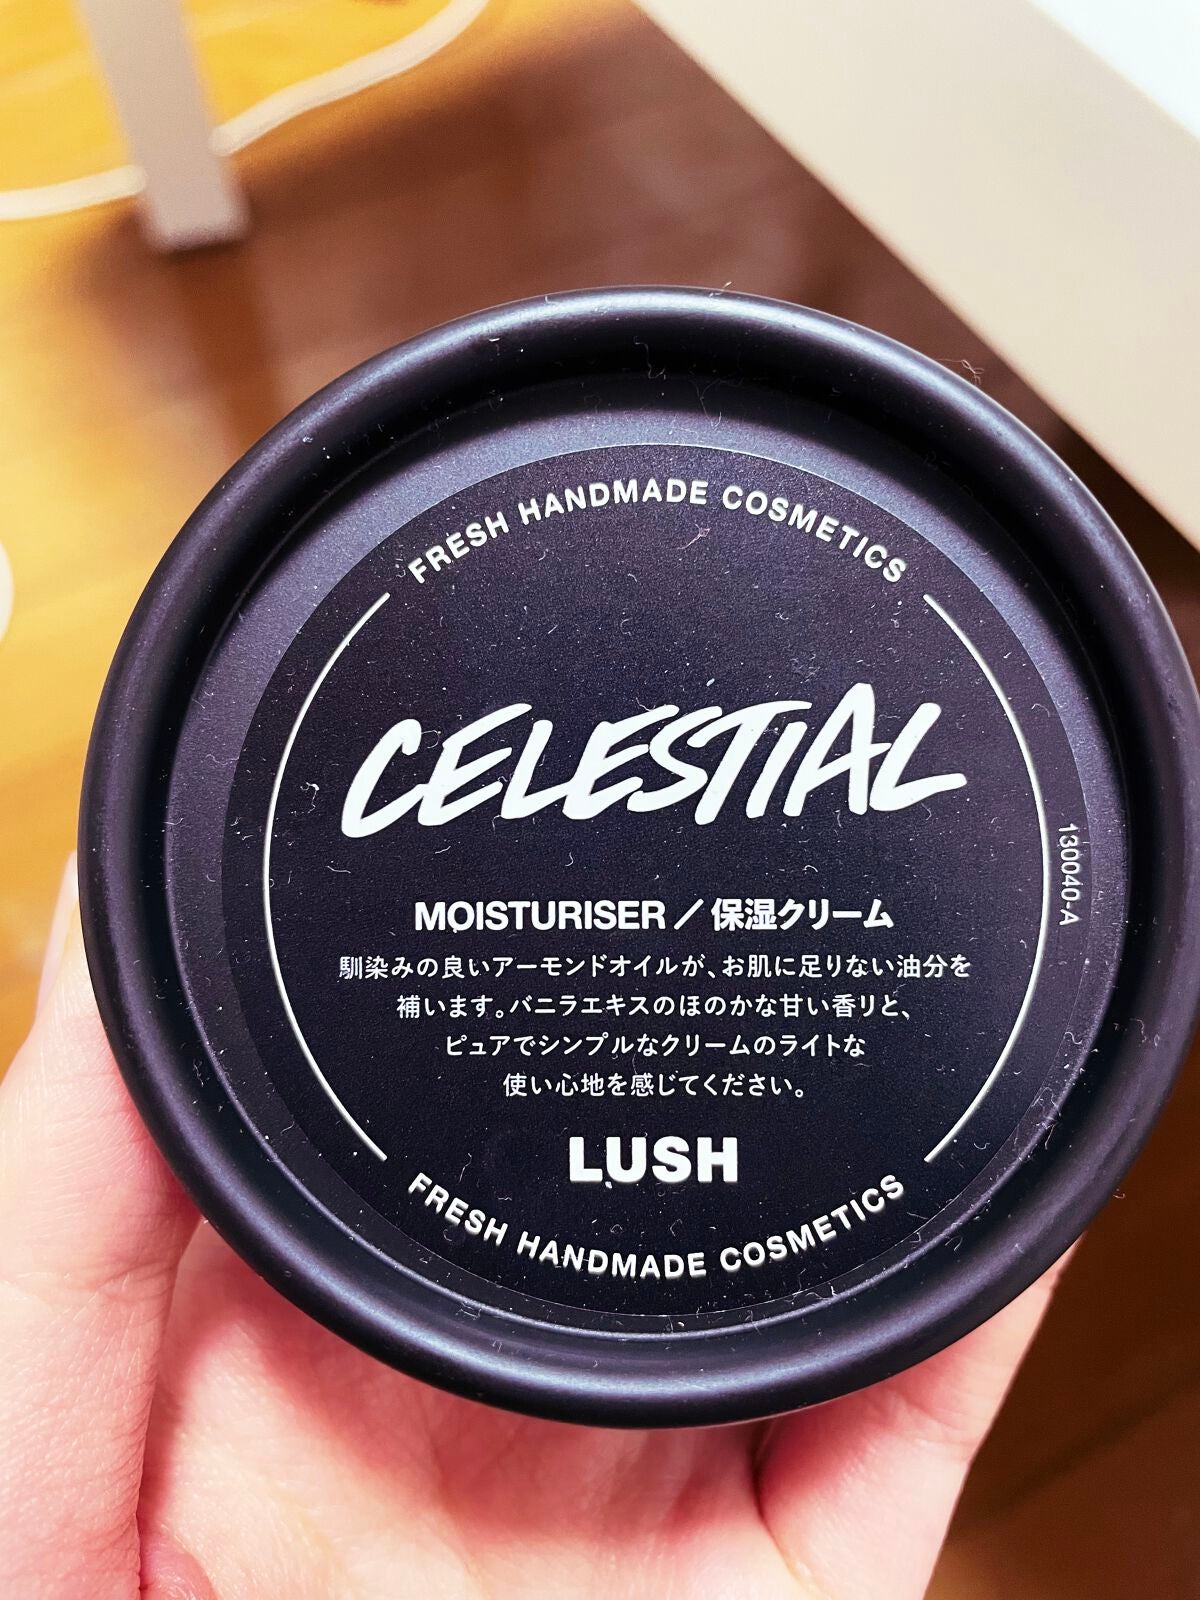 FRESH HANDMADE COSMETICS
CELESTIAL
130040-A
MOISTURISER／保湿クリーム
馴染みの良いアーモンドオイルが、お肌に足りない油分を
補います。バニラエキスのほのかな甘い香りと、
ピュアでシンプルなクリームのライトな
使い心地を感じてください。
LUSH
FRESH HANDMADE COSMETICS